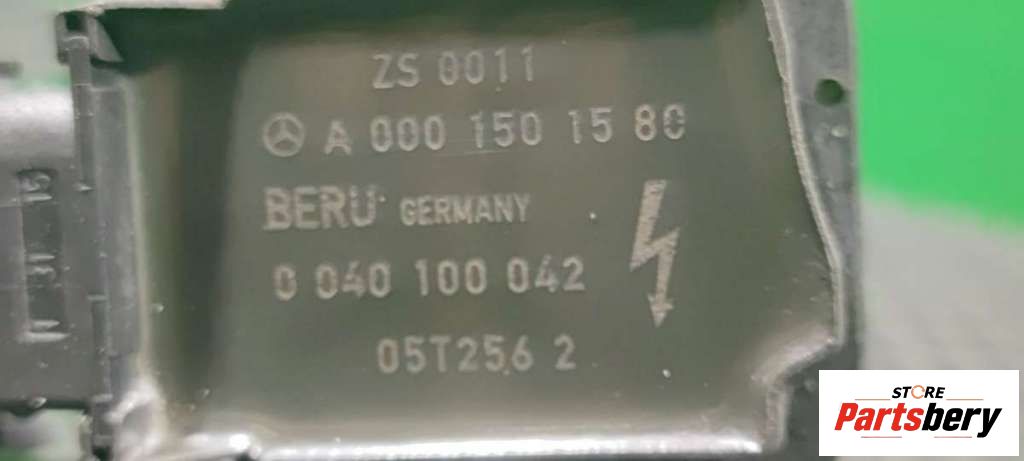 ZS 0011
A 000 150 15 80
BERU GERMANY
0 040 100 042
05T256 2
STORE
Partsbery